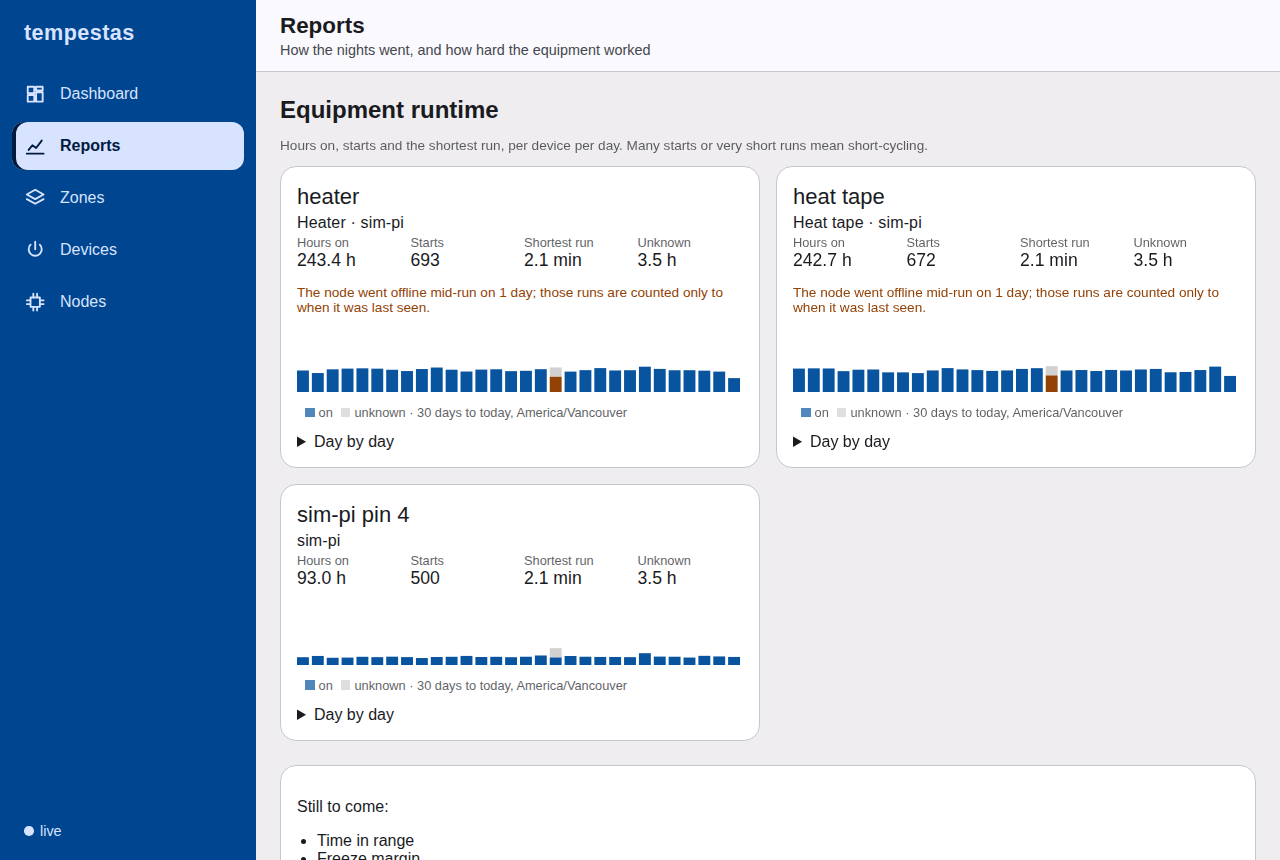 tempestas
Dashboard
Reports
Zones
Devices
Nodes
live
Reports
How the nights went, and how hard the equipment worked
Equipment runtime
Hours on, starts and the shortest run, per device per day. Many starts or very short runs mean short-cycling.
heater
Heater · sim-pi
Hours on Starts Shortest run Unknown
243.4 h 693 2.1 min 3.5 h
The node went offline mid-run on 1 day; those runs are counted only to
when it was last seen.
on unknown · 30 days to today, America/Vancouver
Day by day
heat tape
Heat tape · sim-pi
Hours on Starts Shortest run Unknown
242.7 h 672 2.1 min 3.5 h
The node went offline mid-run on 1 day; those runs are counted only to
when it was last seen.
on unknown · 30 days to today, America/Vancouver
Day by day
sim-pi pin 4
sim-pi
Hours on Starts Shortest run Unknown
93.0 h 500 2.1 min 3.5 h
on unknown · 30 days to today, America/Vancouver
Day by day
Still to come:
Time in range
Freeze margin